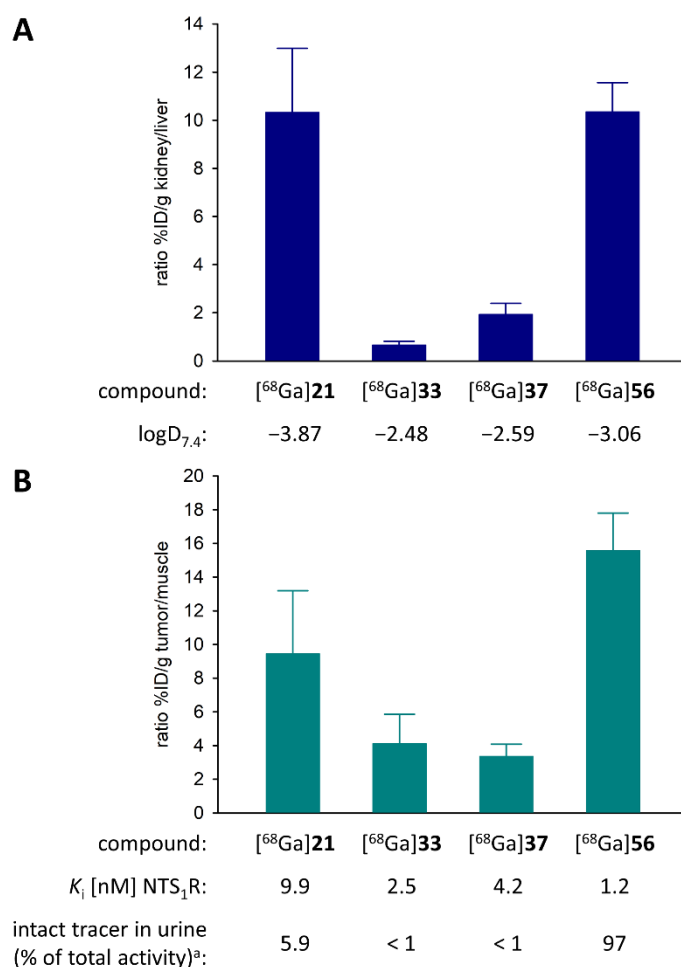 A
14
12
10
8
6
4
2
0
ratio %ID/g kidney/liver
compound: [⁶⁸Ga]21 [⁶⁸Ga]33 [⁶⁸Ga]37 [⁶⁸Ga]56
logD₇.₄: −3.87 −2.48 −2.59 −3.06
B
20
18
16
14
12
10
8
6
4
2
0
ratio %ID/g tumor/muscle
compound: [⁶⁸Ga]21 [⁶⁸Ga]33 [⁶⁸Ga]37 [⁶⁸Ga]56
Kᵢ [nM] NTS₁R: 9.9 2.5 4.2 1.2
intact tracer in urine
(% of total activity)ᵃ: 5.9 < 1 < 1 97